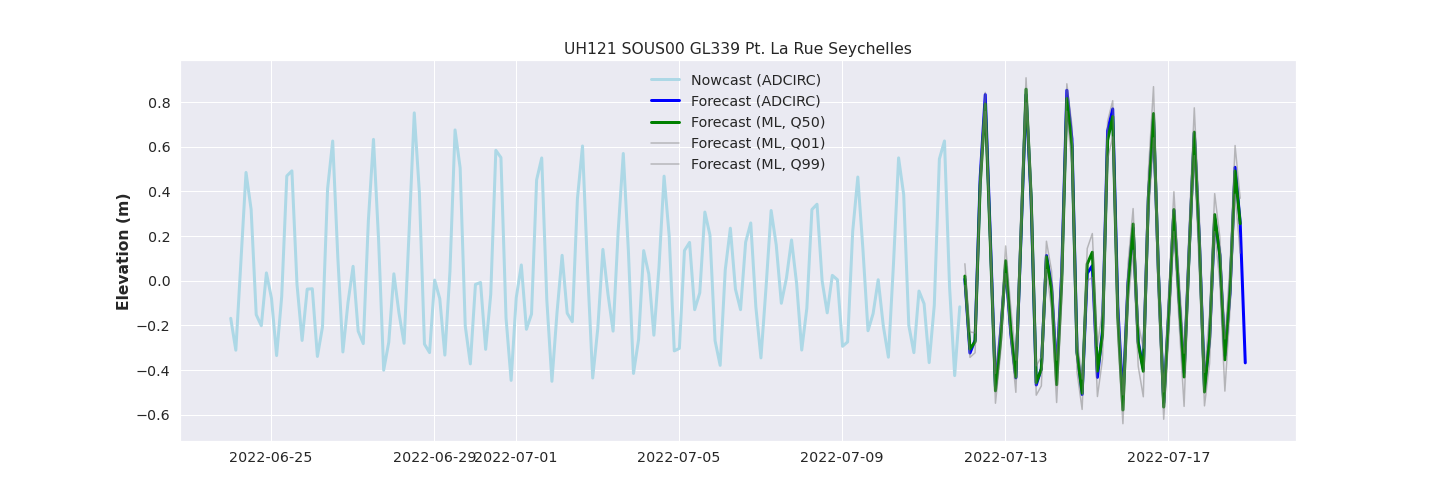 UH121 SOUS00 GL339 Pt. La Rue Seychelles
Nowcast (ADCIRC)
Forecast (ADCIRC)
Forecast (ML, Q50)
Forecast (ML, Q01)
Forecast (ML, Q99)
Elevation (m)
0.8
0.6
0.4
0.2
0.0
−0.2
−0.4
−0.6
2022-06-25
2022-06-29
2022-07-01
2022-07-05
2022-07-09
2022-07-13
2022-07-17